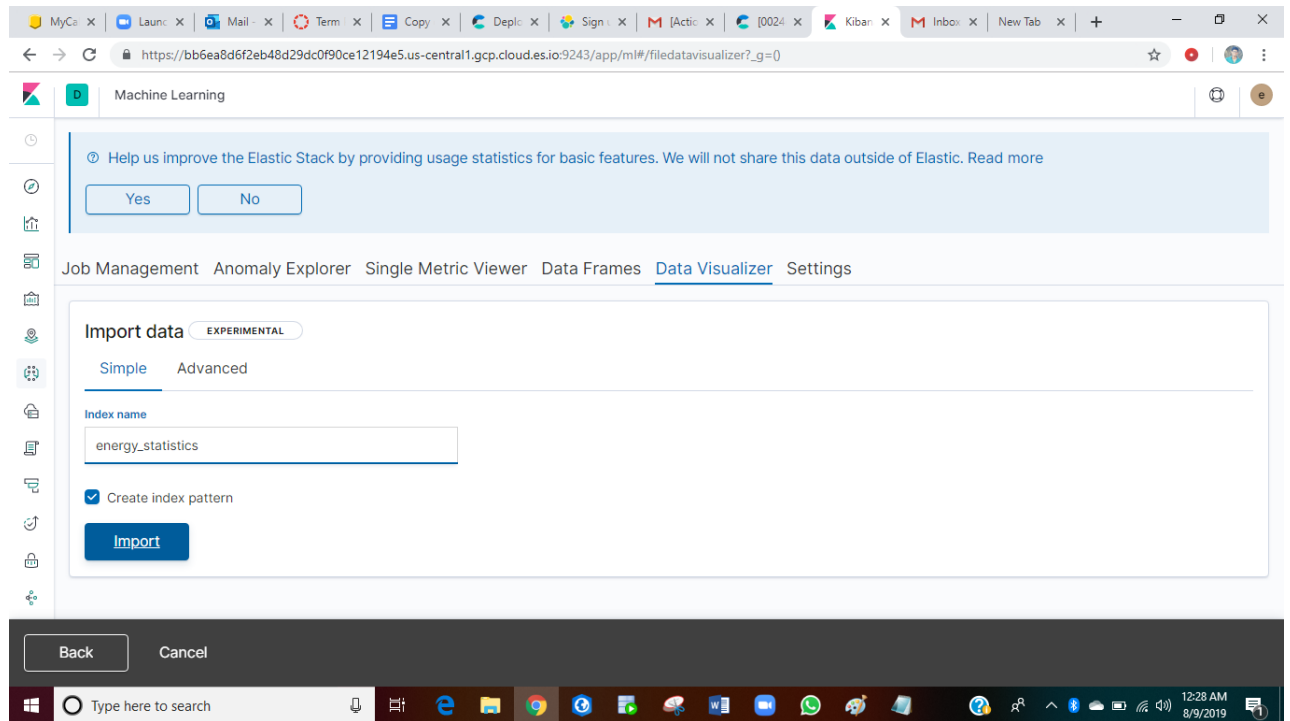 MyCa
Launc
Mail -
Term
Copy
Deplo
Sign u
[Actic
[0024
Kiban
Inbox
New Tab
https://bb6ea8d6f2eb48d29dc0f90ce12194e5.us-central1.gcp.cloud.es.io:9243/app/ml#/filedatavisualizer?_g=()
D Machine Learning e
Help us improve the Elastic Stack by providing usage statistics for basic features. We will not share this data outside of Elastic. Read more
Yes No
Job Management Anomaly Explorer Single Metric Viewer Data Frames Data Visualizer Settings
Import data EXPERIMENTAL
Simple Advanced
Index name
energy_statistics
Create index pattern
Import
Back Cancel
Type here to search
12:28 AM
8/9/2019